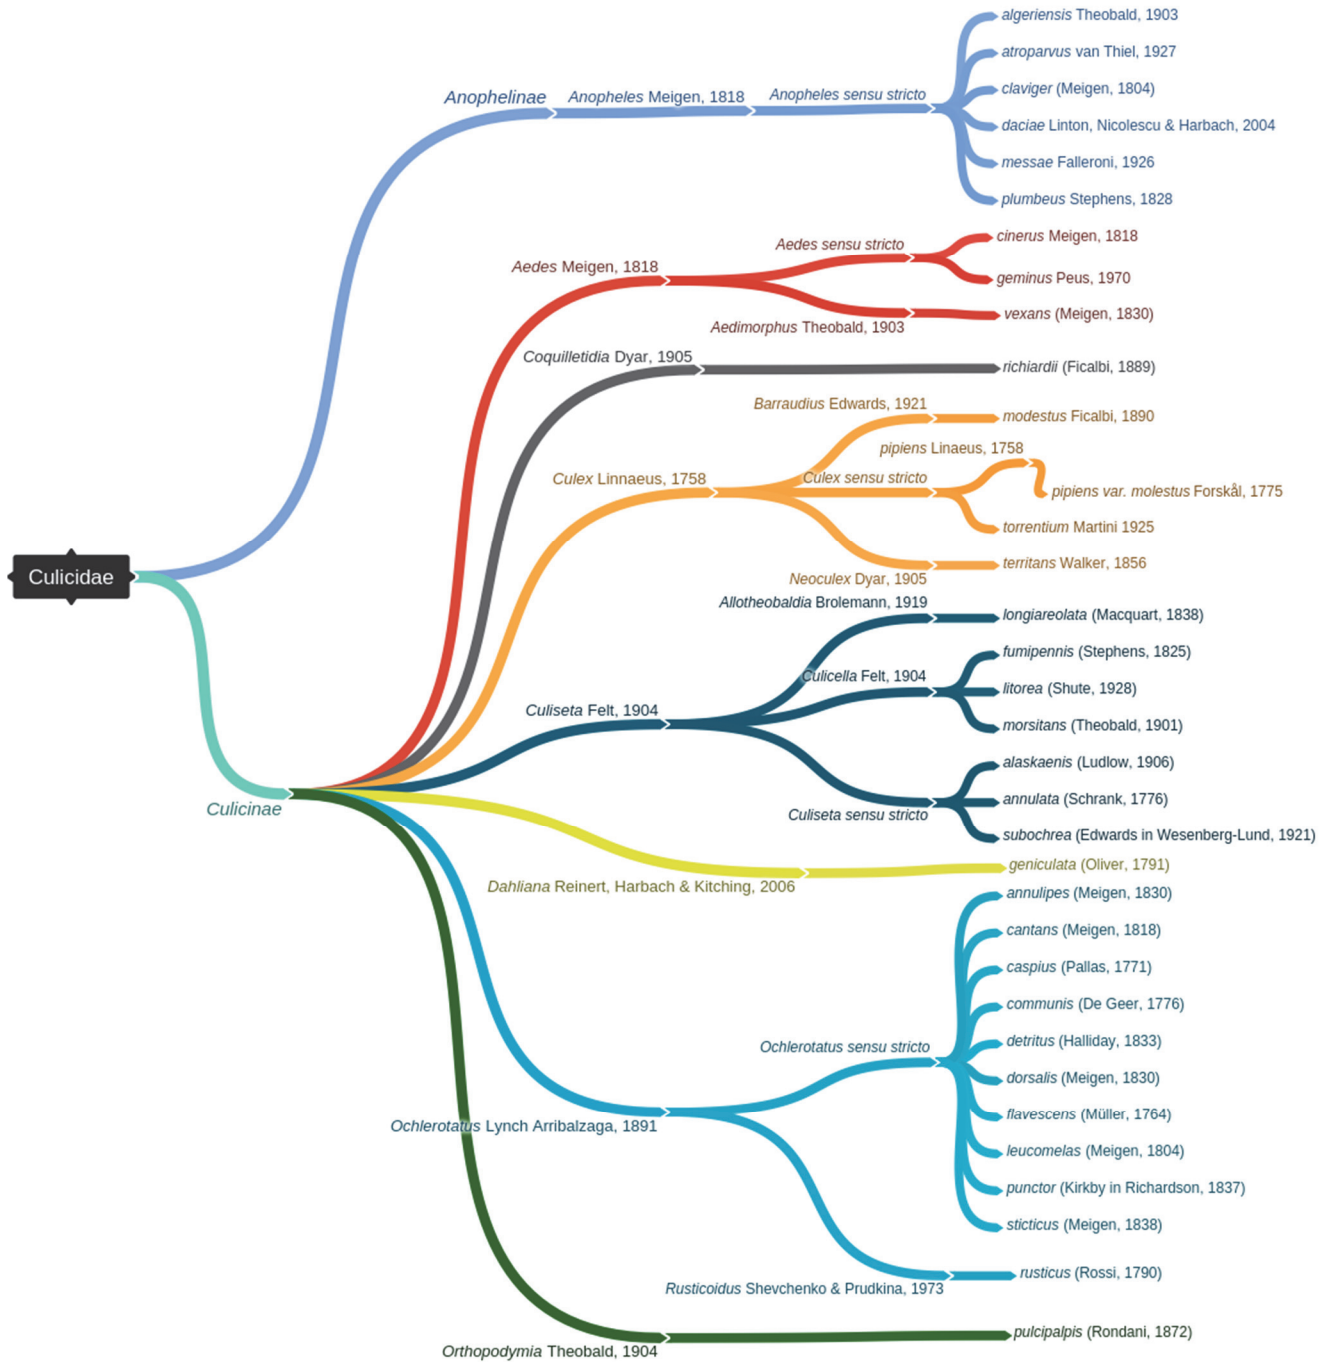 algeriensis Theobald, 1903
atroparvus van Thiel, 1927
claviger (Meigen, 1804)
Anophelinae
Anopheles Meigen, 1818
Anopheles sensu stricto
daciae Linton, Nicolescu & Harbach, 2004
messae Falleroni, 1926
plumbeus Stephens, 1828
cinerus Meigen, 1818
Aedes sensu stricto
Aedes Meigen, 1818
geminus Peus, 1970
vexans (Meigen, 1830)
Aedimorphus Theobald, 1903
Coquilletidia Dyar, 1905
richiardii (Ficalbi, 1889)
Barraudius Edwards, 1921
modestus Ficalbi, 1890
pipiens Linaeus, 1758
Culex Linnaeus, 1758
Culex sensu stricto
pipiens var. molestus Forskål, 1775
torrentium Martini 1925
territans Walker, 1856
Neoculex Dyar, 1905
Culicidae
Allotheobaldia Brolemann, 1919
longiareolata (Macquart, 1838)
fumipennis (Stephens, 1825)
Culicella Felt, 1904
litorea (Shute, 1928)
Culiseta Felt, 1904
morsitans (Theobald, 1901)
alaskaenis (Ludlow, 1906)
annulata (Schrank, 1776)
Culicinae
Culiseta sensu stricto
subochrea (Edwards in Wesenberg-Lund, 1921)
geniculata (Oliver, 1791)
Dahliana Reinert, Harbach & Kitching, 2006
annulipes (Meigen, 1830)
cantans (Meigen, 1818)
caspius (Pallas, 1771)
communis (De Geer, 1776)
detritus (Halliday, 1833)
Ochlerotatus sensu stricto
dorsalis (Meigen, 1830)
flavescens (Müller, 1764)
Ochlerotatus Lynch Arribalzaga, 1891
leucomelas (Meigen, 1804)
punctor (Kirkby in Richardson, 1837)
sticticus (Meigen, 1838)
rusticus (Rossi, 1790)
Rusticoidus Shevchenko & Prudkina, 1973
pulcipalpis (Rondani, 1872)
Orthopodymia Theobald, 1904